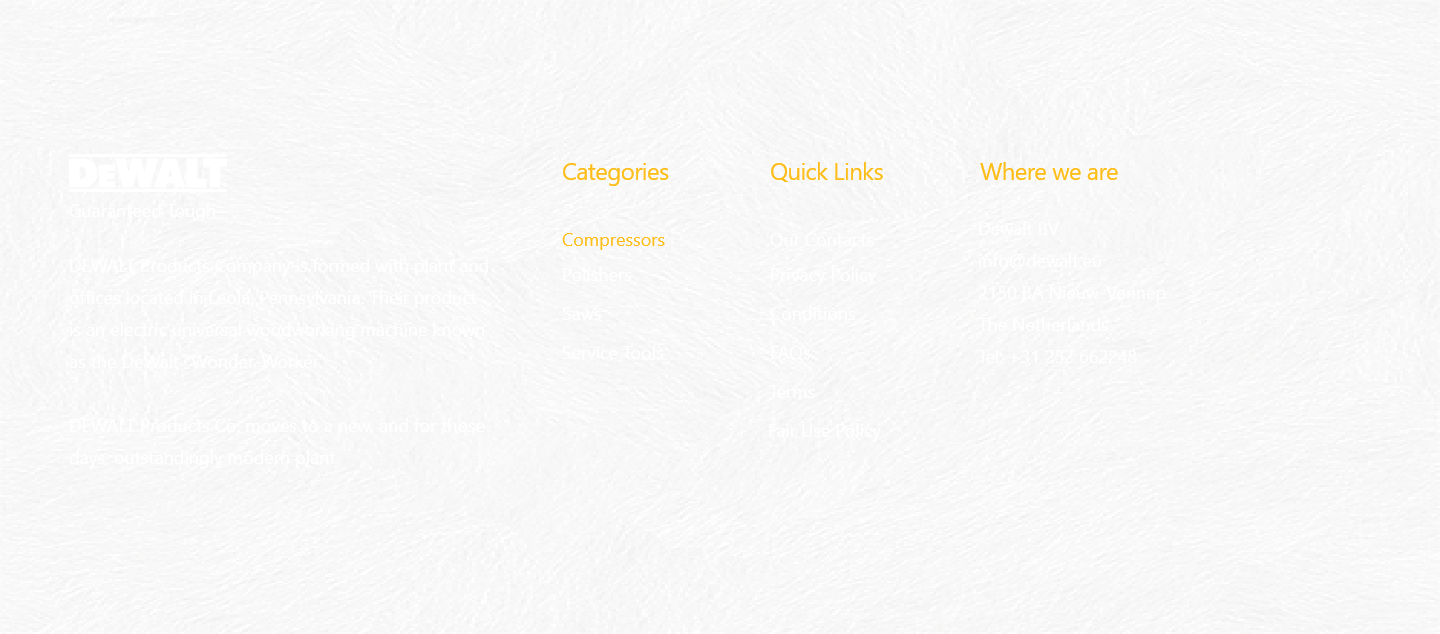 DEWALT
Guaranteed Tough
DEWALT Products Company is formed with plant and
offices located in Leola, Pennsylvania. Their product
is an electric universal woodworking machine known
as the DeWalt "Wonder-Worker.
DEWALT Products Co. moves to a new, and for these
days, outstandingly modern plant
Categories
Compressors
Polishers
Saws
Service Tools
Quick Links
Our Contacts
Privacy Policy
Conditions
FAQs
Terms
Fair Use Policy
Where we are
Dewalt BV
info@dewalt.eu
2150 BA Nieuw-Vennep
The Netherlands
Tel: +31 252 662248